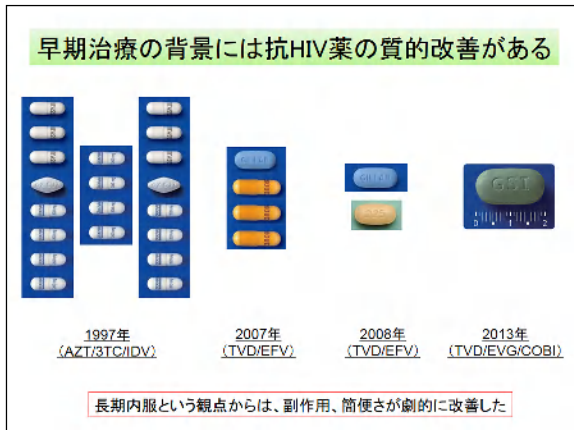 早期治療の背景には抗HIV薬の質的改善がある
GSI
1997年
(AZT/3TC/IDV)
2007年
(TVD/EFV)
2008年
(TVD/EFV)
2013年
(TVD/EVG/COBI)
長期内服という観点からは、副作用、簡便さが劇的に改善した